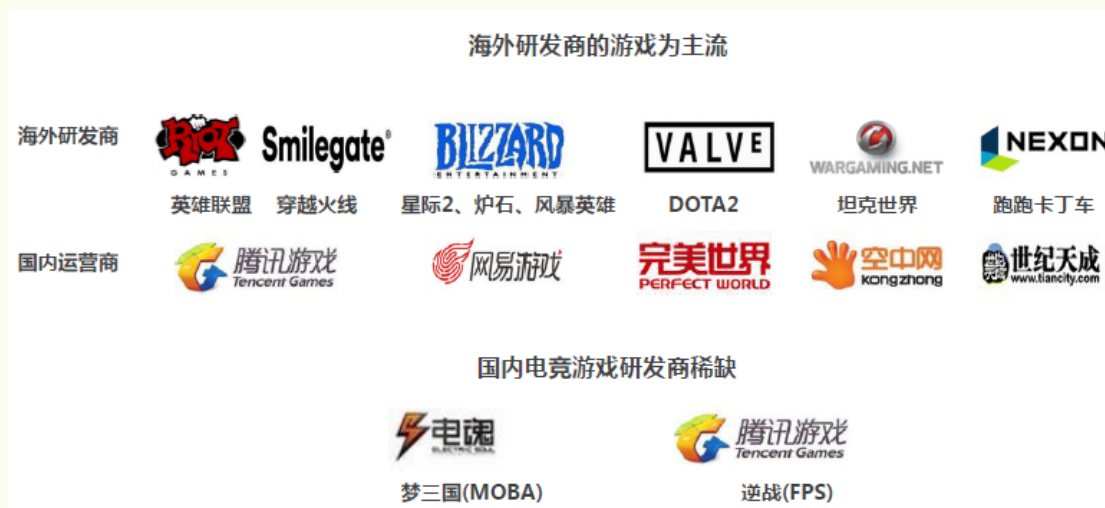 海外研发商的游戏为主流
海外研发商
RIOT GAMES
Smilegate
BLIZZARD ENTERTAINMENT
VALVE
WARGAMING.NET
NEXON
英雄联盟 穿越火线 星际2、炉石、风暴英雄 DOTA2 坦克世界 跑跑卡丁车
国内运营商
腾讯游戏
Tencent Games
网易游戏
完美世界
PERFECT WORLD
空中网
kongzhong
世纪天成
www.tiancity.com
国内电竞游戏研发商稀缺
电魂
ELECTRIC SOUL
腾讯游戏
Tencent Games
梦三国(MOBA) 逆战(FPS)